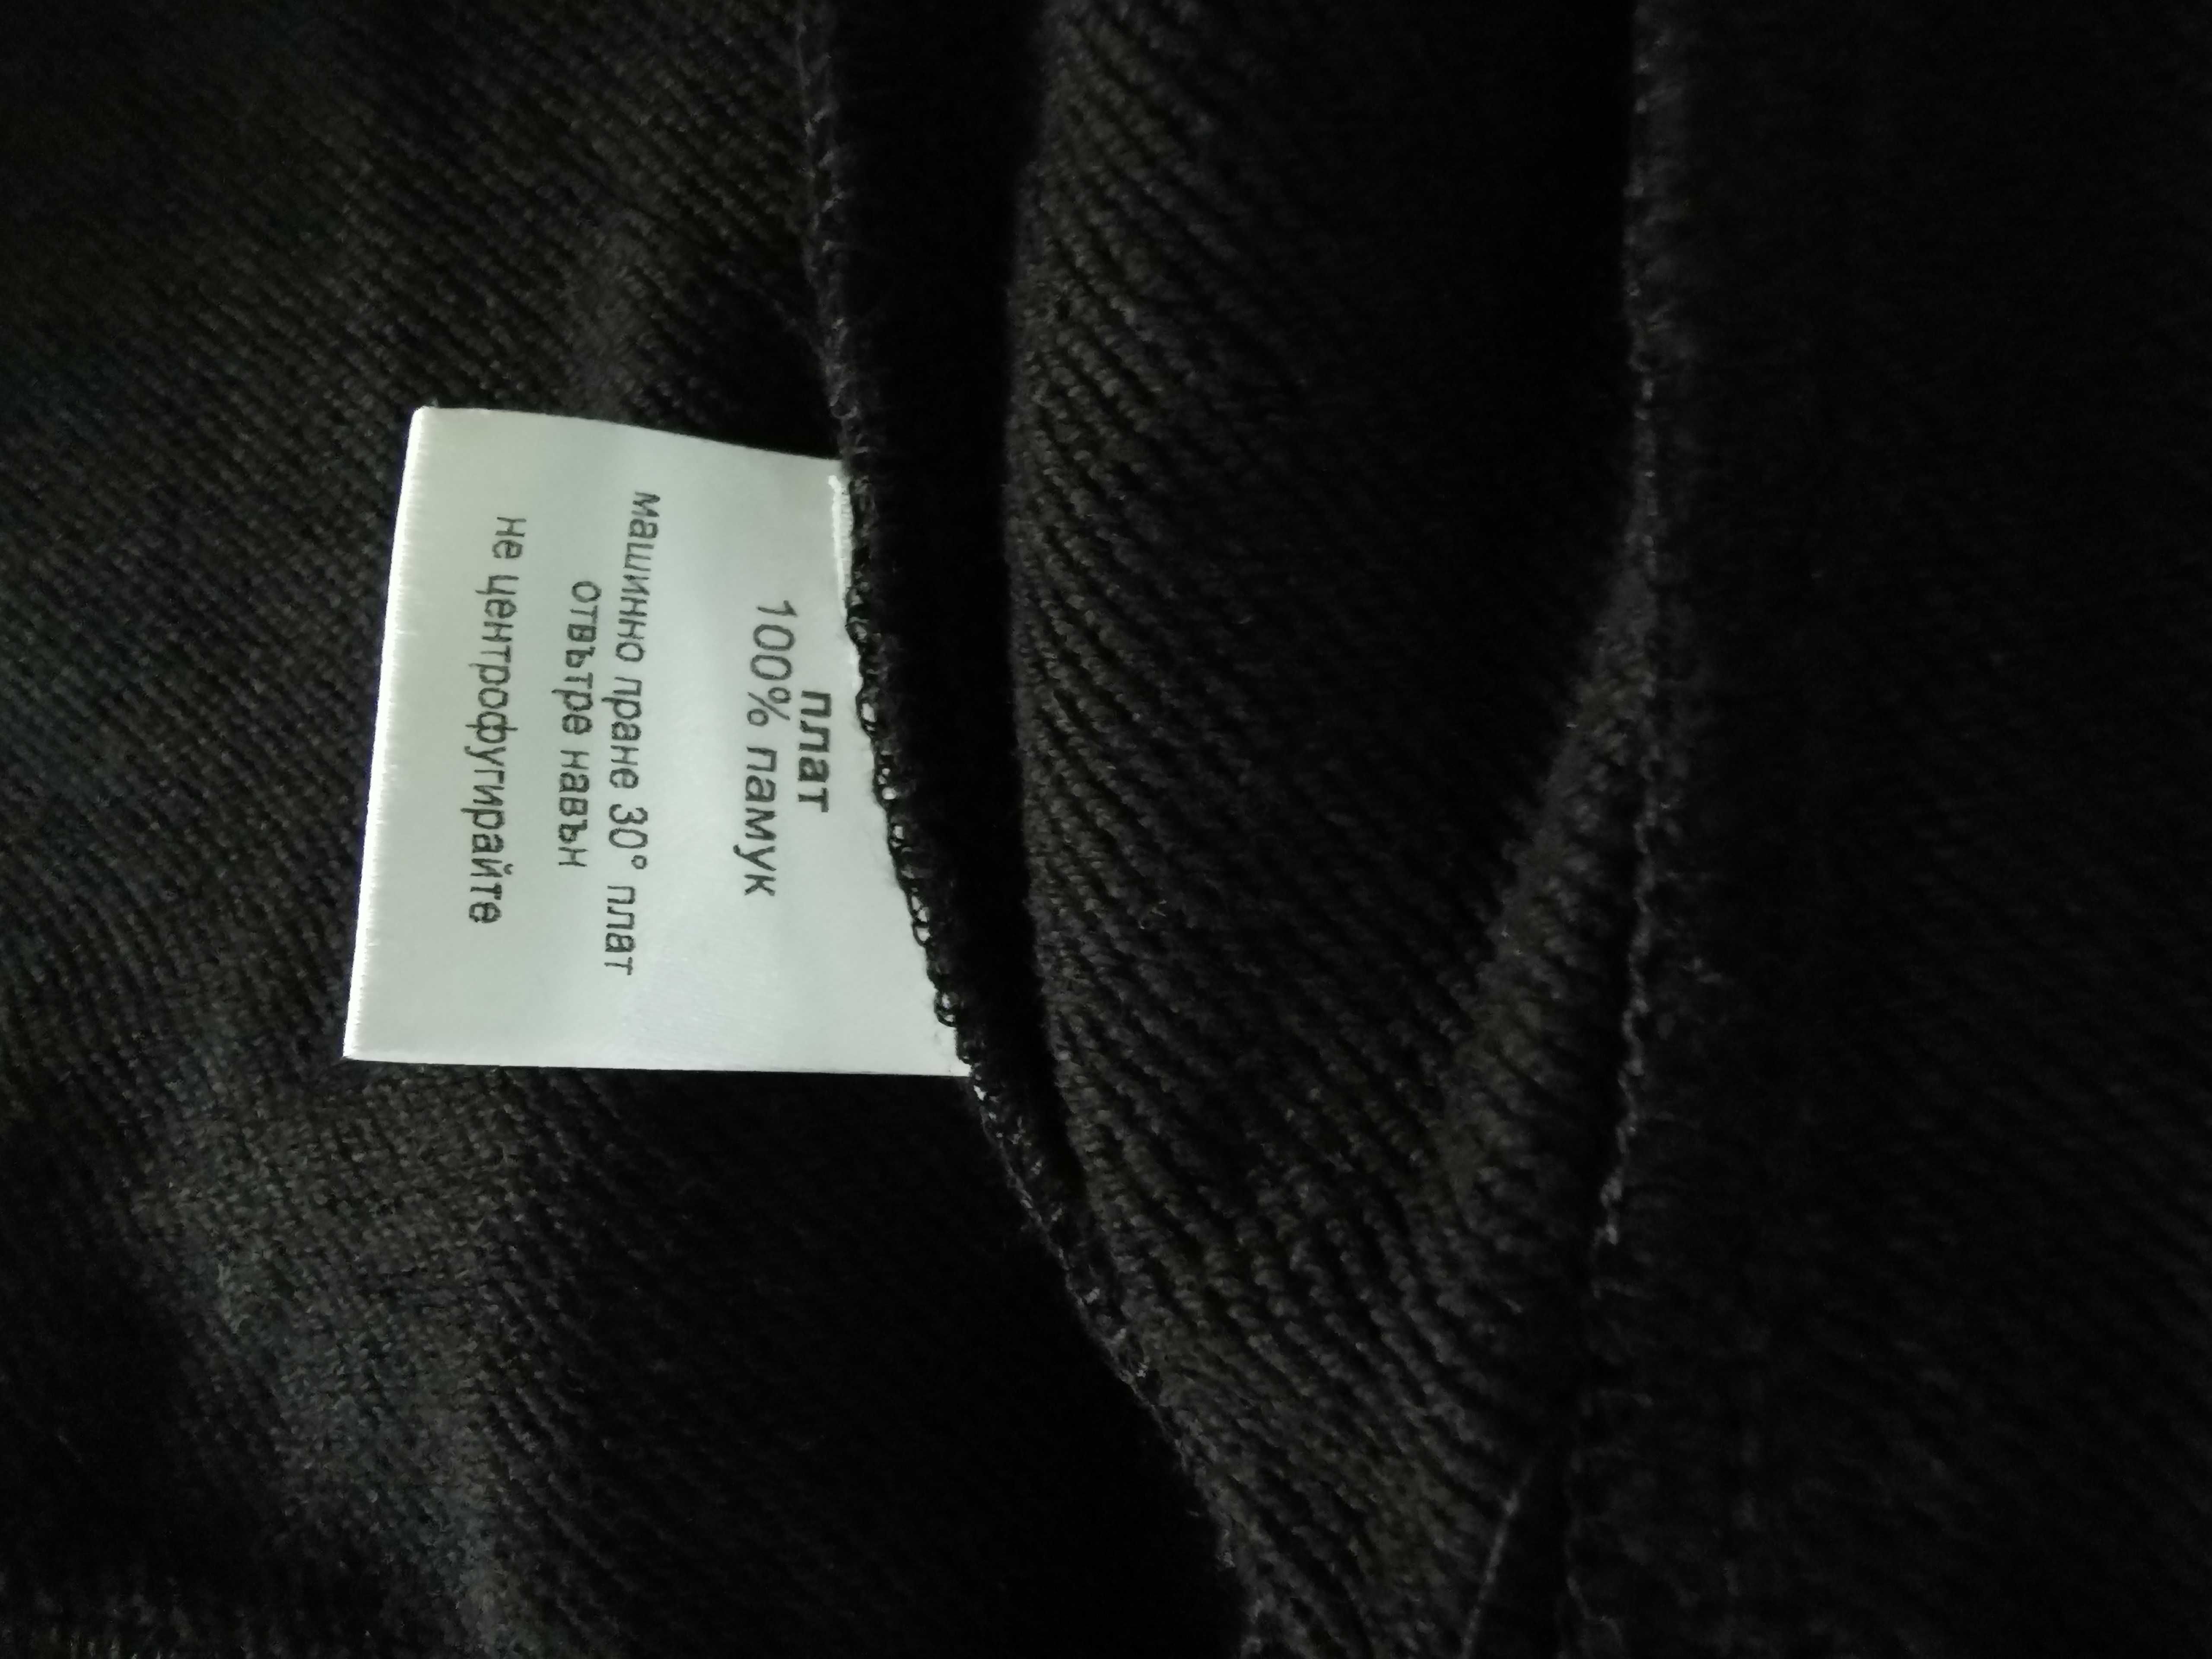 плат
100% памук
машинно пране 30° плат
отвътре навън
не центрофугирайте